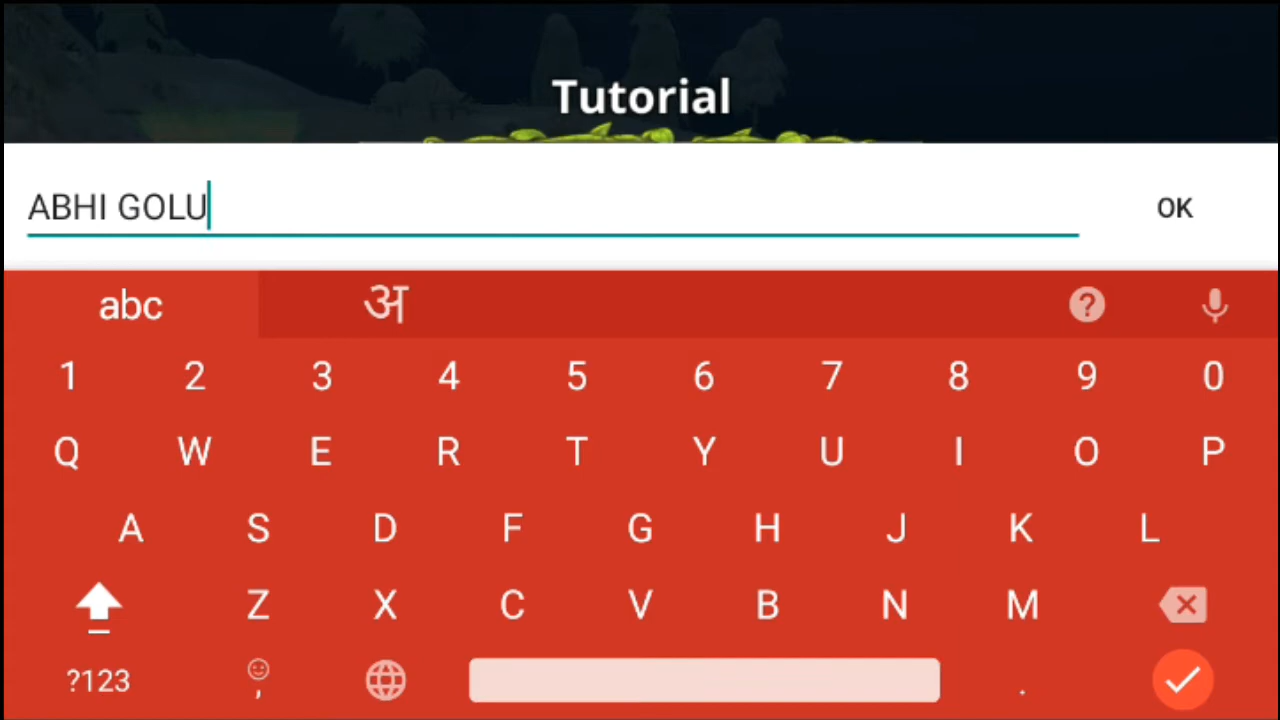 Tutorial
ABHI GOLU
OK
abc अ ?
1 2 3 4 5 6 7 8 9 0
Q W E R T Y U I O P
A S D F G H J K L
Z X C V B N M
?123 , .